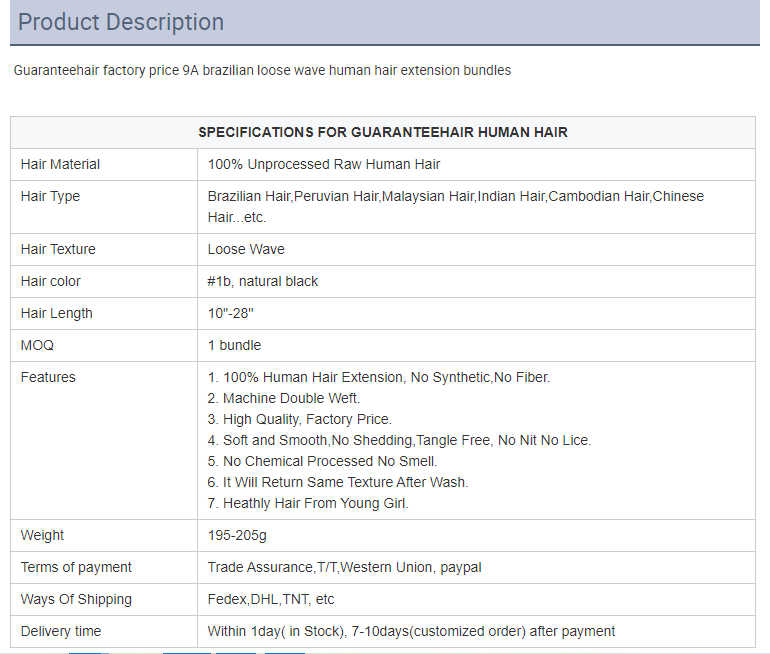 Product Description
Guaranteehair factory price 9A brazilian loose wave human hair extension bundles
SPECIFICATIONS FOR GUARANTEEHAIR HUMAN HAIR
Hair Material 100% Unprocessed Raw Human Hair
Hair Type Brazilian Hair,Peruvian Hair,Malaysian Hair,Indian Hair,Cambodian Hair,Chinese
Hair...etc.
Hair Texture Loose Wave
Hair color #1b, natural black
Hair Length 10"-28"
MOQ 1 bundle
Features 1. 100% Human Hair Extension, No Synthetic,No Fiber.
2. Machine Double Weft.
3. High Quality, Factory Price.
4. Soft and Smooth,No Shedding,Tangle Free, No Nit No Lice.
5. No Chemical Processed No Smell.
6. It Will Return Same Texture After Wash.
7. Heathly Hair From Young Girl.
Weight 195-205g
Terms of payment Trade Assurance,T/T,Western Union, paypal
Ways Of Shipping Fedex,DHL,TNT, etc
Delivery time Within 1day( in Stock), 7-10days(customized order) after payment